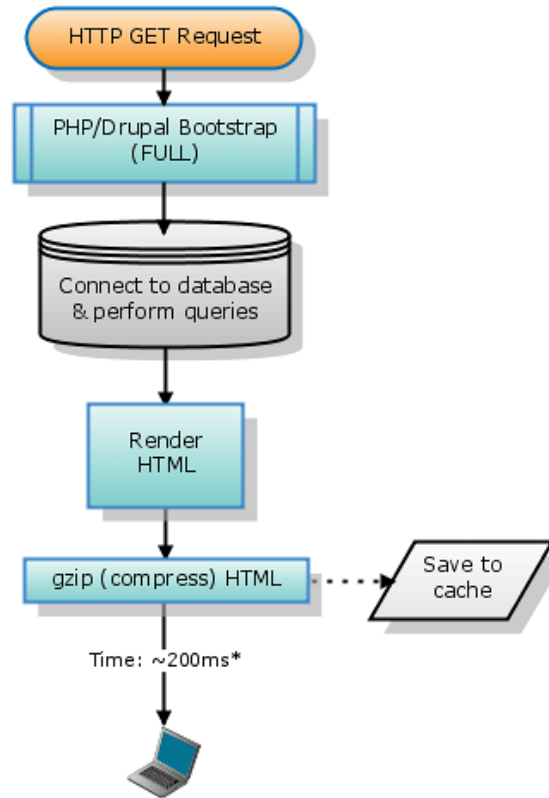 HTTP GET Request
PHP/Drupal Bootstrap
(FULL)
Connect to database
& perform queries
Render
HTML
gzip (compress) HTML
Save to
cache
Time: ~200ms*